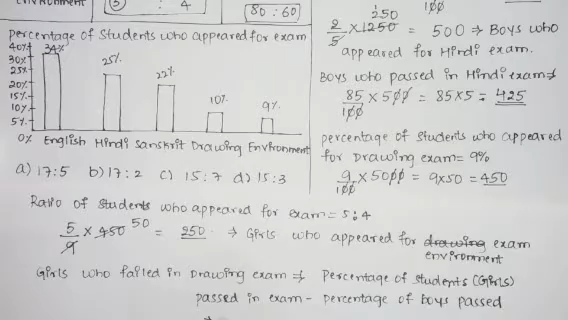 Environment
5 : 4
80 : 60
percentage of Students who appeared for exam
40%
30%
25%
20%
15%
10%
5%
0%
34%
25%
22%
10%
9%
English Hindi Sanskrit Drawing Environment
a) 17:5 b) 17:2 c) 15:7 d) 15:3
Ratio of students who appeared for exam = 5:4
5/9 × 450 50 = 250 ⇒ Girls who appeared for drawing exam
environment
Girls who failed in Drawing exam ⇒ percentage of students (Girls)
passed in exam - percentage of boys passed
250 100
2/5 × 1250 = 500 ⇒ Boys who
appeared for Hindi exam.
Boys who passed in Hindi exam ⇒
85/100 × 500 = 85×5 = 425
percentage of students who appeared
for Drawing exam = 9%
9/100 × 5000 = 9×50 = 450